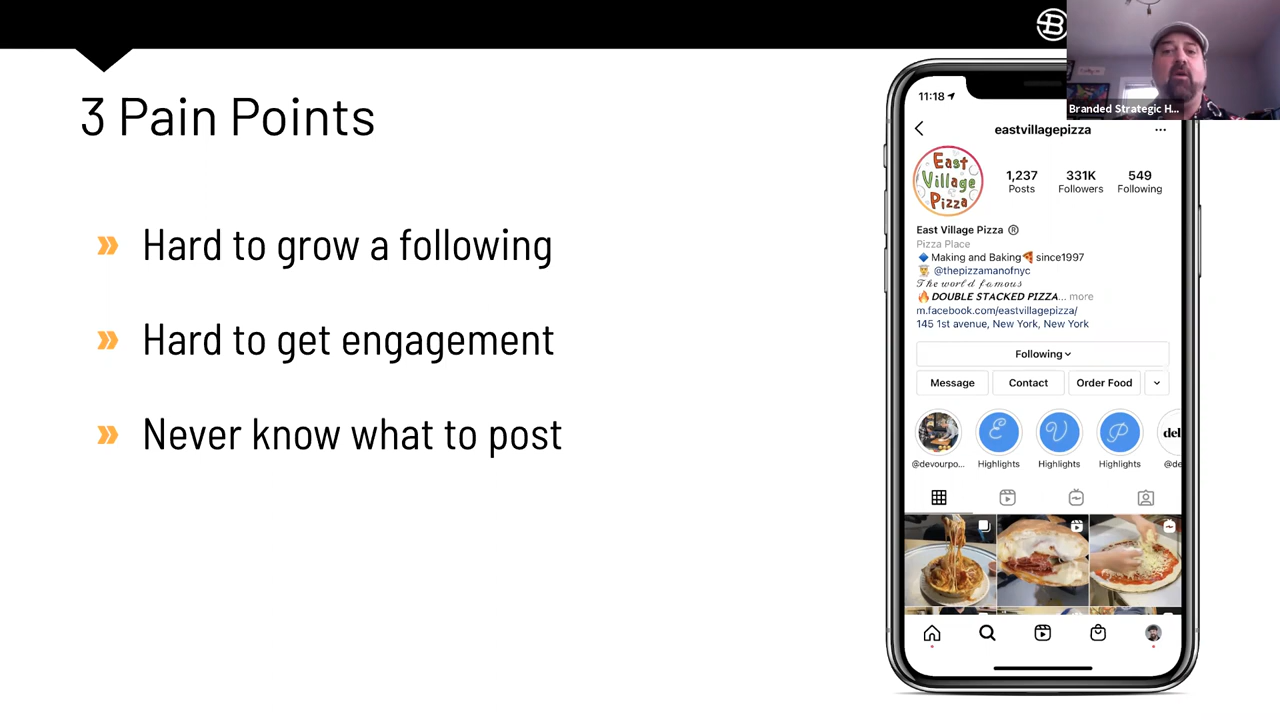 3 Pain Points
» Hard to grow a following
» Hard to get engagement
» Never know what to post
B
Branded Strategic H...
11:18
eastvillagepizza
East Village Pizza
1,237 331K 549
Posts Followers Following
East Village Pizza ®
Pizza Place
🔷 Making and Baking🍕 since1997
@thepizzamanofnyc
𝒯𝒽ℯ 𝓌ℴ𝓇𝓁𝒹 𝒻𝒶𝓂ℴ𝓊𝓈
🔥DOUBLE STACKED PIZZA... more
m.facebook.com/eastvillagepizza/
145 1st avenue, New York, New York
Following
Message Contact Order Food
E V P del
@devourpo... Highlights Highlights Highlights @de